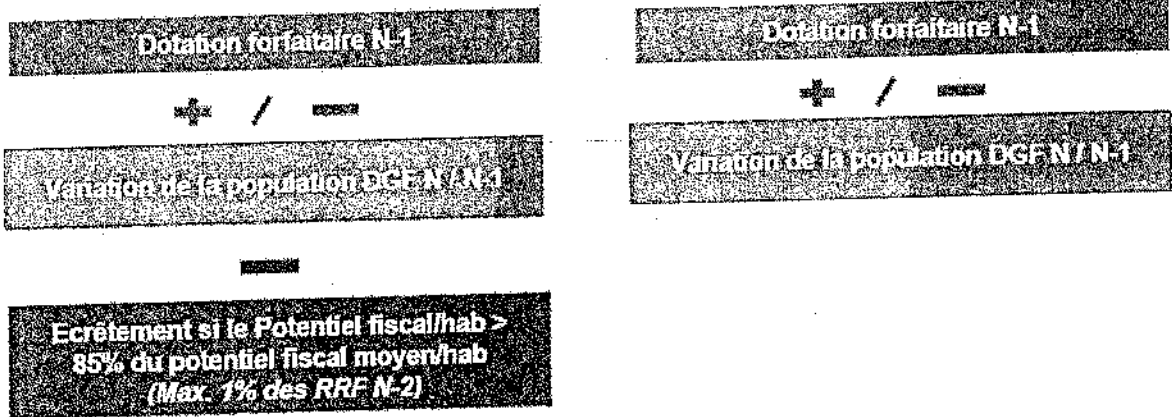 Dotation forfaitaire N-1
+ / −
Variation de la population DGF N / N-1
−
Ecrêtement si le Potentiel fiscal/hab >
85% du potentiel fiscal moyen/hab
(Max. 1% des RRF N-2)
Dotation forfaitaire N-1
+ / −
Variation de la population DGF N / N-1